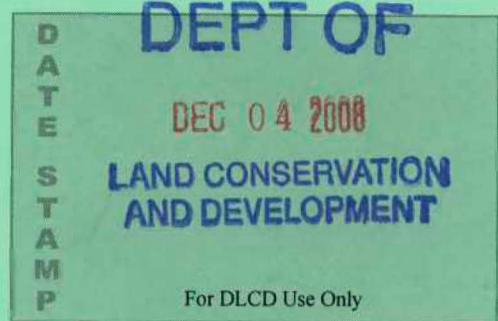 DATE STAMP
DEPT OF
DEC 04 2008
LAND CONSERVATION
AND DEVELOPMENT
For DLCD Use Only